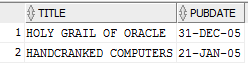 TITLE PUBDATE
1 HOLY GRAIL OF ORACLE 31-DEC-05
2 HANDCRANKED COMPUTERS 21-JAN-05